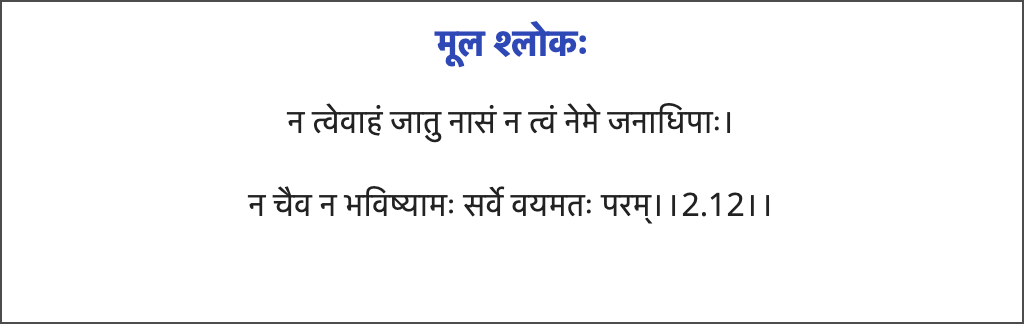 मूल श्लोकः
न त्वेवाहं जातु नासं न त्वं नेमे जनाधिपाः।
न चैव न भविष्यामः सर्वे वयमतः परम्।।2.12।।